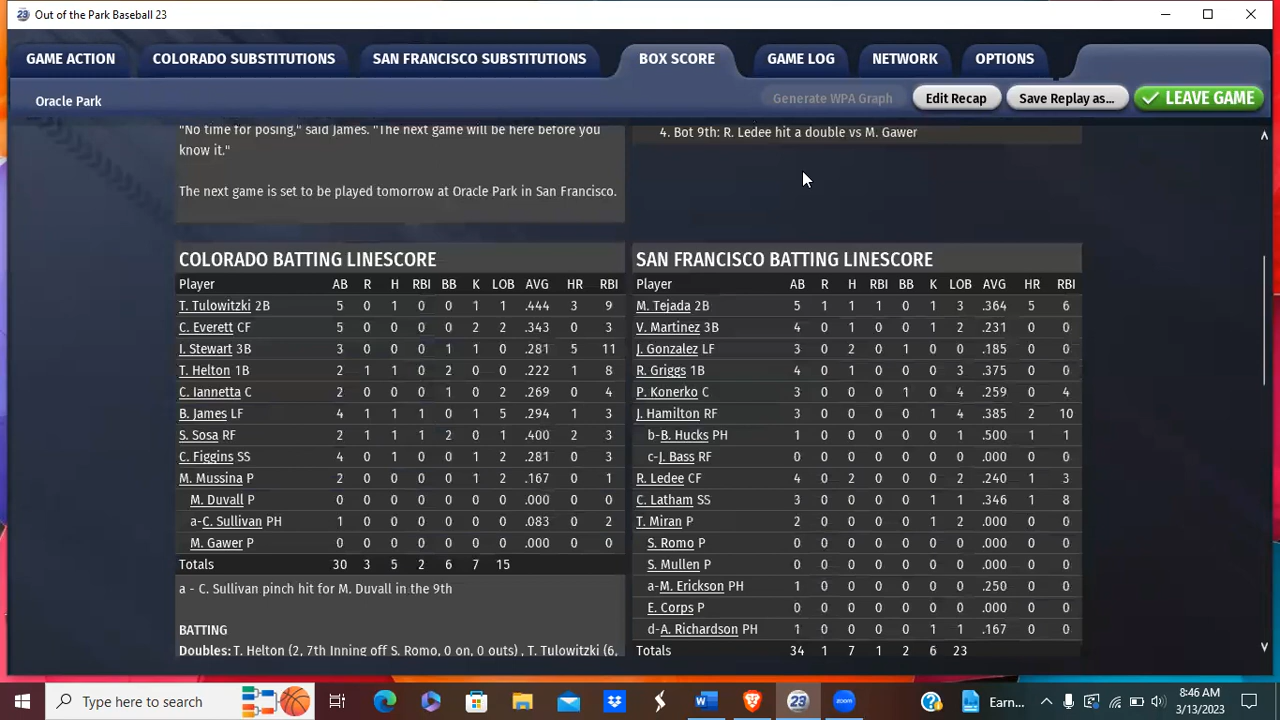 Out of the Park Baseball 23
GAME ACTION COLORADO SUBSTITUTIONS SAN FRANCISCO SUBSTITUTIONS BOX SCORE GAME LOG NETWORK OPTIONS
Oracle Park Generate WPA Graph Edit Recap Save Replay as... LEAVE GAME
"No time for posing," said James. "The next game will be here before you
know it."
The next game is set to be played tomorrow at Oracle Park in San Francisco.
4. Bot 9th: R. Ledee hit a double vs M. Gawer
COLORADO BATTING LINESCORE
Player AB R H RBI BB K LOB AVG HR RBI
T. Tulowitzki 2B 5 0 1 0 0 1 1 .444 3 9
C. Everett CF 5 0 0 0 0 2 2 .343 0 3
I. Stewart 3B 3 0 0 0 1 1 0 .281 5 11
T. Helton 1B 2 1 1 0 2 0 0 .222 1 8
C. Iannetta C 2 0 0 0 1 0 2 .269 0 4
B. James LF 4 1 1 1 0 1 5 .294 1 3
S. Sosa RF 2 1 1 1 2 0 1 .400 2 3
C. Figgins SS 4 0 1 0 0 1 2 .281 0 3
M. Mussina P 2 0 0 0 0 1 2 .167 0 1
M. Duvall P 0 0 0 0 0 0 0 .000 0 0
a-C. Sullivan PH 1 0 0 0 0 0 0 .083 0 2
M. Gawer P 0 0 0 0 0 0 0 .000 0 0
Totals 30 3 5 2 6 7 15
a - C. Sullivan pinch hit for M. Duvall in the 9th
BATTING
Doubles: T. Helton (2, 7th Inning off S. Romo, 0 on, 0 outs) , T. Tulowitzki (6,
SAN FRANCISCO BATTING LINESCORE
Player AB R H RBI BB K LOB AVG HR RBI
M. Tejada 2B 5 1 1 1 0 1 3 .364 5 6
V. Martinez 3B 4 0 1 0 0 1 2 .231 0 0
J. Gonzalez LF 3 0 2 0 1 0 0 .185 0 0
R. Griggs 1B 4 0 1 0 0 0 3 .375 0 0
P. Konerko C 3 0 0 0 1 0 4 .259 0 4
J. Hamilton RF 3 0 0 0 0 1 4 .385 2 10
b-B. Hucks PH 1 0 0 0 0 0 1 .500 1 1
c-J. Bass RF 0 0 0 0 0 0 0 .000 0 0
R. Ledee CF 4 0 2 0 0 0 2 .240 1 3
C. Latham SS 3 0 0 0 0 1 1 .346 1 8
T. Miran P 2 0 0 0 0 1 2 .000 0 0
S. Romo P 0 0 0 0 0 0 0 .000 0 0
S. Mullen P 0 0 0 0 0 0 0 .000 0 0
a-M. Erickson PH 1 0 0 0 0 0 0 .250 0 0
E. Corps P 0 0 0 0 0 0 0 .000 0 0
d-A. Richardson PH 1 0 0 0 0 1 1 .167 0 0
Totals 34 1 7 1 2 6 23
Type here to search
23
Earn...
8:46 AM
3/13/2023